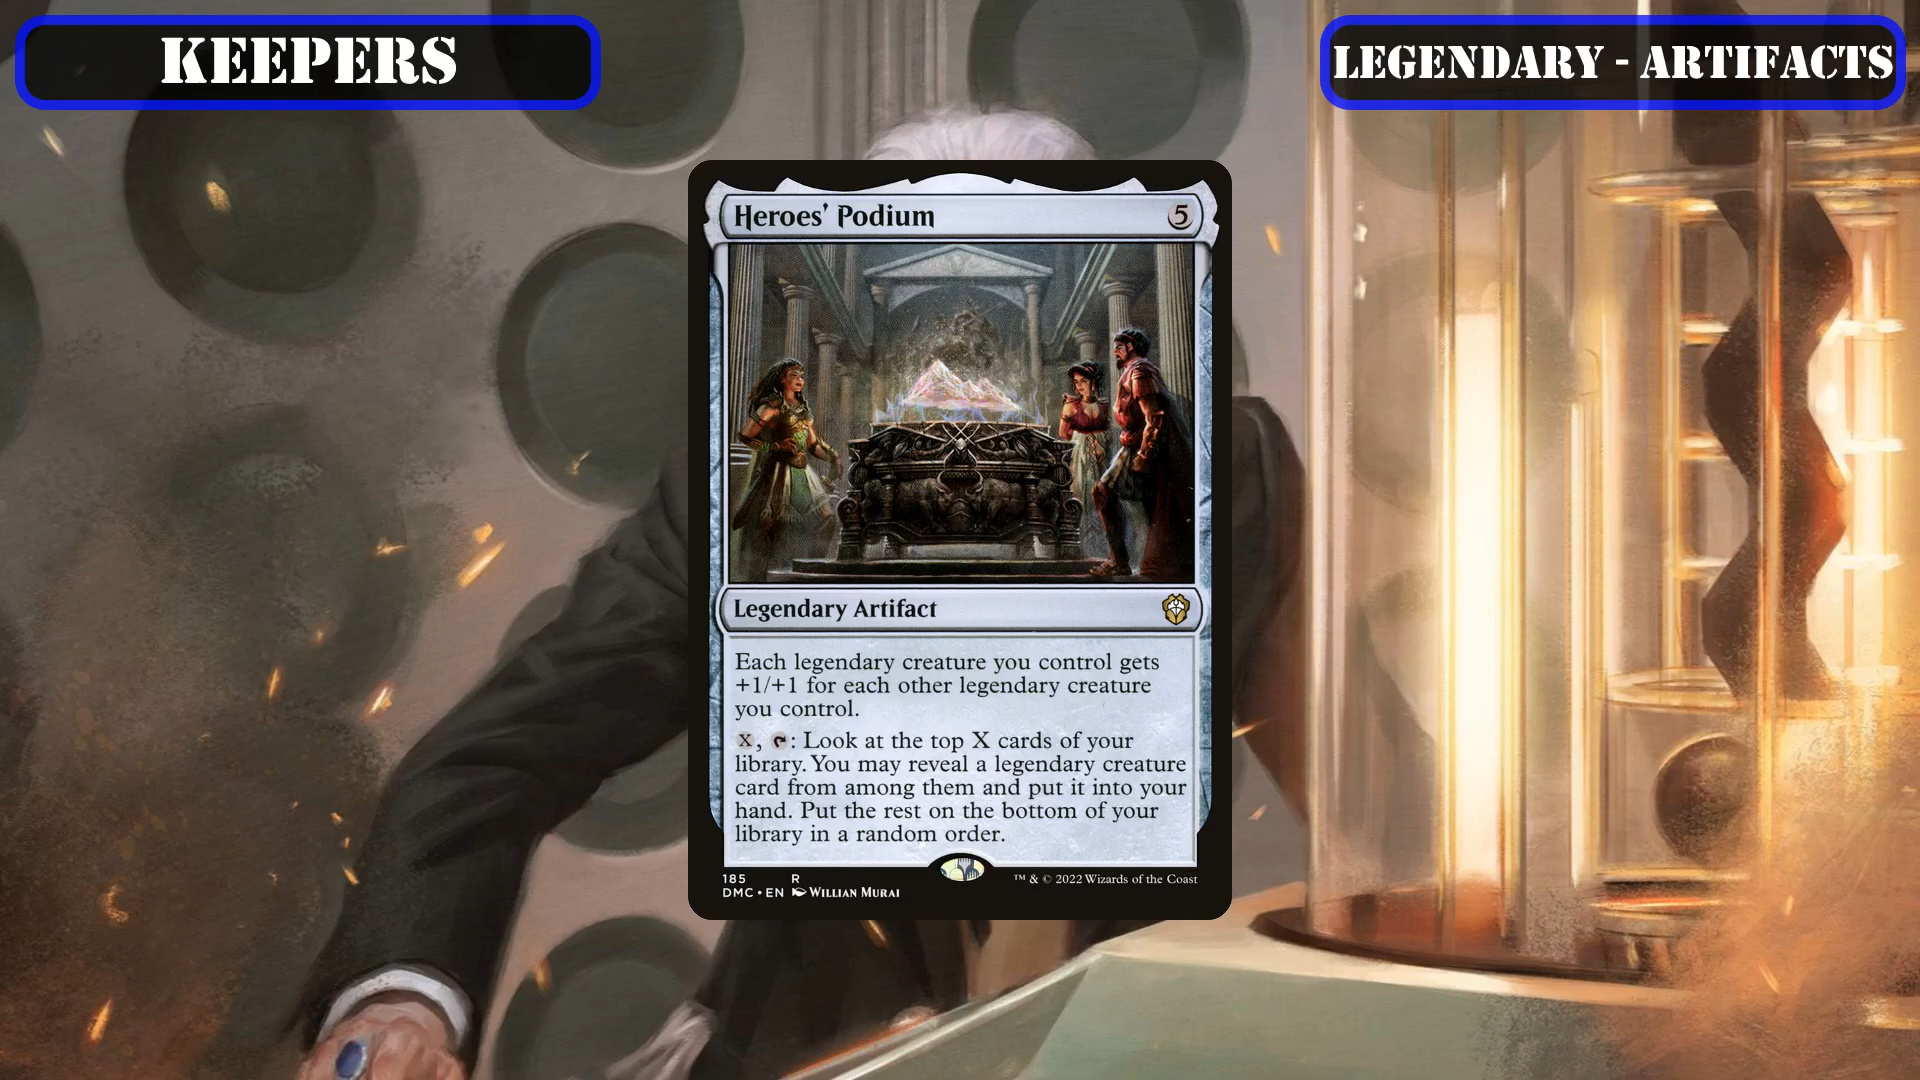 KEEPERS
LEGENDARY - ARTIFACTS
Heroes' Podium 5
Legendary Artifact
Each legendary creature you control gets
+1/+1 for each other legendary creature
you control.
X, : Look at the top X cards of your
library. You may reveal a legendary creature
card from among them and put it into your
hand. Put the rest on the bottom of your
library in a random order.
185 R
DMC • EN WILLIAN MURAI
™ & © 2022 Wizards of the Coast